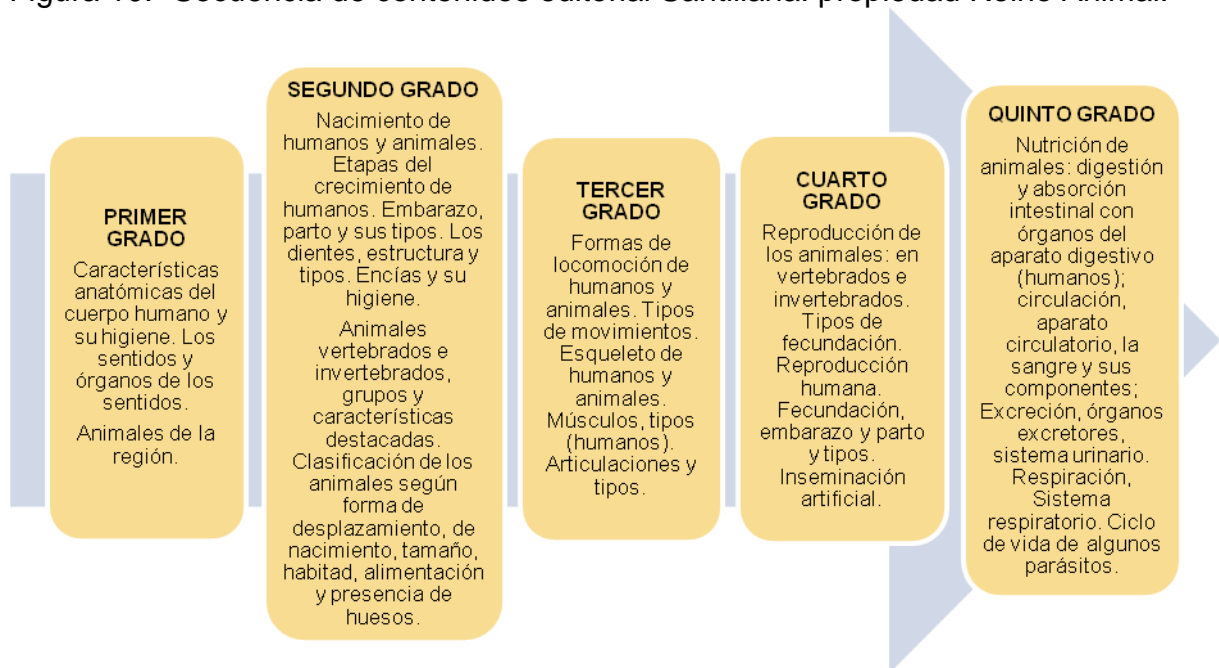 Figura 10. Secuencia de contenidos editorial Santillana: propiedad Reino Animal.
PRIMER
GRADO
Características
anatómicas del
cuerpo humano y
su higiene. Los
sentidos y
órganos de los
sentidos.
Animales de la
región.
SEGUNDO GRADO
Nacimiento de
humanos y animales.
Etapas del
crecimiento de
humanos. Embarazo,
parto y sus tipos. Los
dientes, estructura y
tipos. Encías y su
higiene.
Animales
vertebrados e
invertebrados,
grupos y
características
destacadas.
Clasificación de los
animales según
forma de
desplazamiento, de
nacimiento, tamaño,
habitad, alimentación
y presencia de
huesos.
TERCER
GRADO
Formas de
locomoción de
humanos y
animales. Tipos
de movimientos.
Esqueleto de
humanos y
animales.
Músculos, tipos
(humanos).
Articulaciones y
tipos.
CUARTO
GRADO
Reproducción de
los animales: en
vertebrados e
invertebrados.
Tipos de
fecundación.
Reproducción
humana.
Fecundación,
embarazo y parto
y tipos.
Inseminación
artificial.
QUINTO GRADO
Nutrición de
animales: digestión
y absorción
intestinal con
órganos del
aparato digestivo
(humanos);
circulación,
aparato
circulatorio, la
sangre y sus
componentes;
Excreción, órganos
excretores,
sistema urinario.
Respiración,
Sistema
respiratorio. Ciclo
de vida de algunos
parásitos.